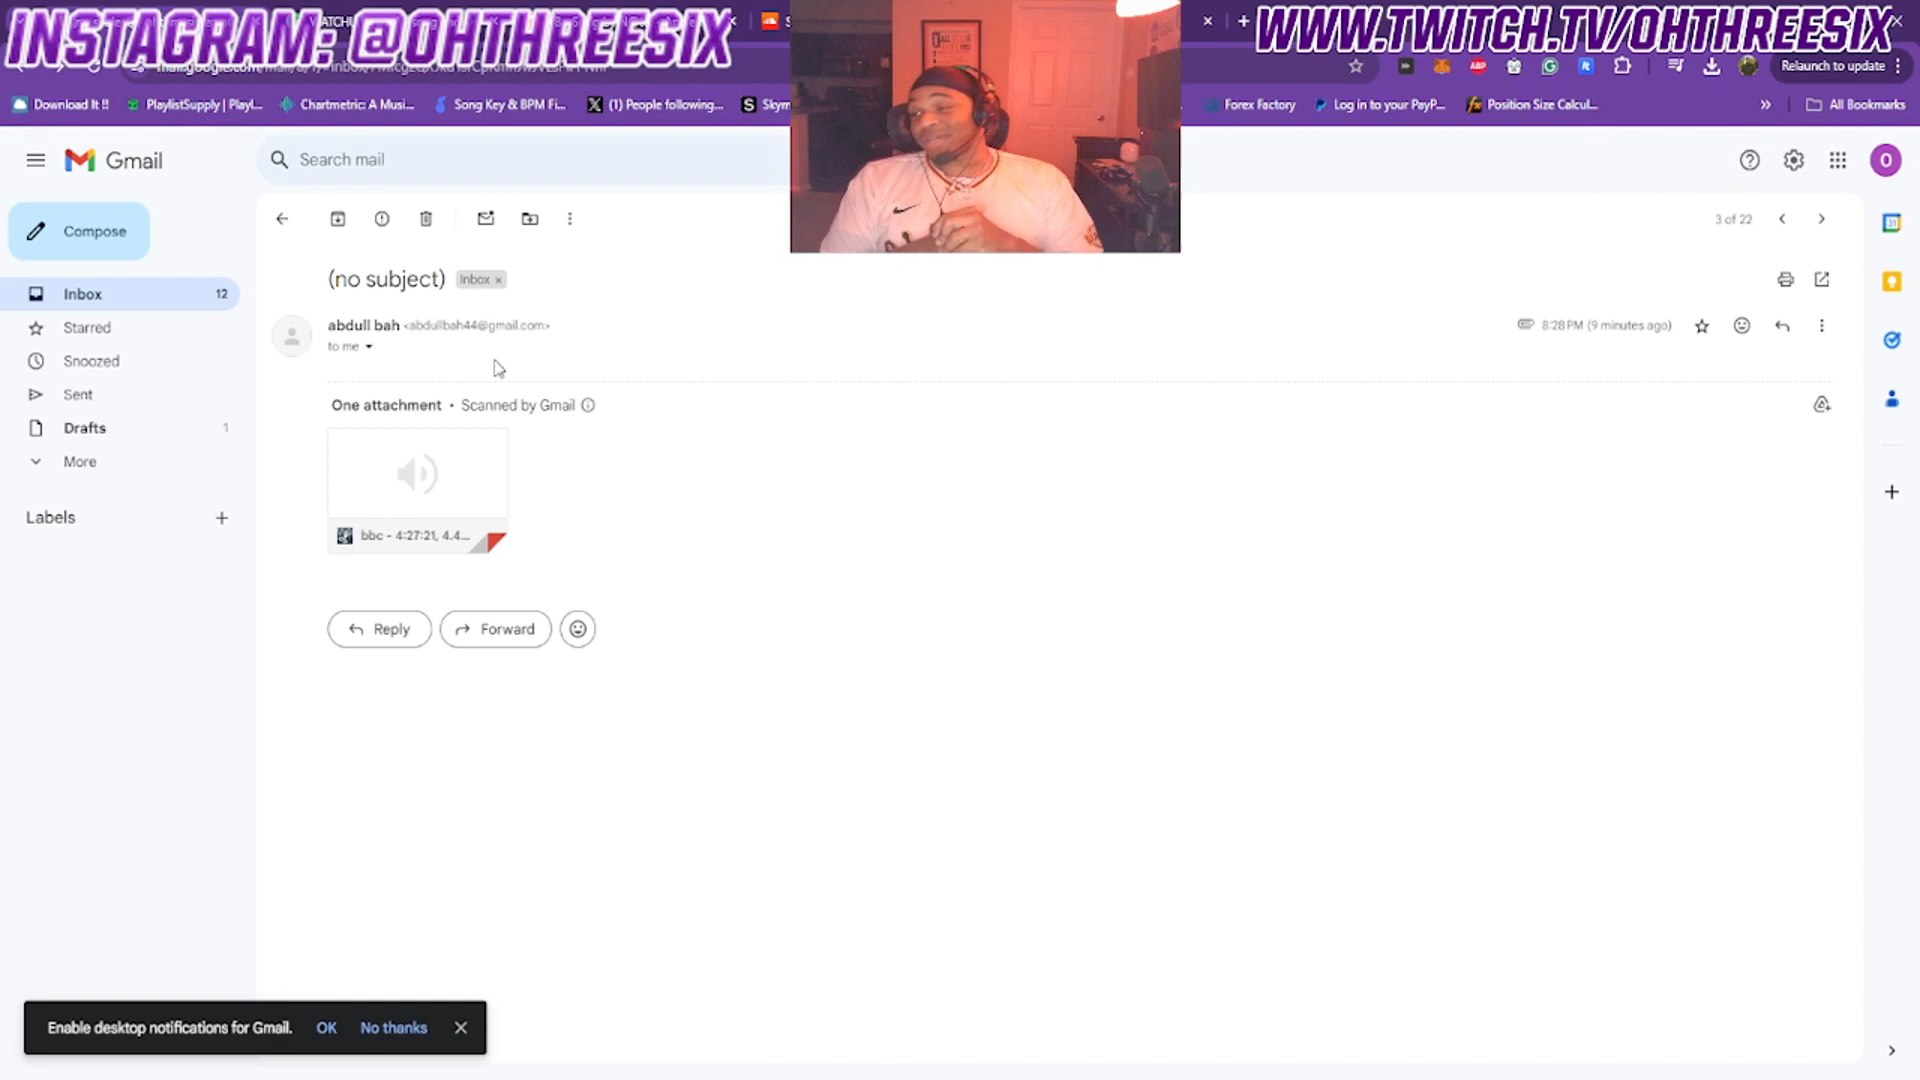 INSTAGRAM: @OHTHREESIX
WWW.TWITCH.TV/OHTHREESIX
Relaunch to update
Download It !!
PlaylistSupply | Playl...
Chartmetric: A Musi...
Song Key & BPM Fi...
(1) People following...
Skym
Forex Factory
Log in to your PayP...
Position Size Calcul...
All Bookmarks
Gmail
Search mail
Compose
3 of 22
(no subject)
Inbox ×
Inbox 12
Starred
Snoozed
Sent
Drafts 1
More
Labels
abdull bah <abdullbah44@gmail.com>
8:28 PM (9 minutes ago)
to me
One attachment • Scanned by Gmail
bbc - 4:27:21, 4.4...
Reply
Forward
Enable desktop notifications for Gmail. OK No thanks